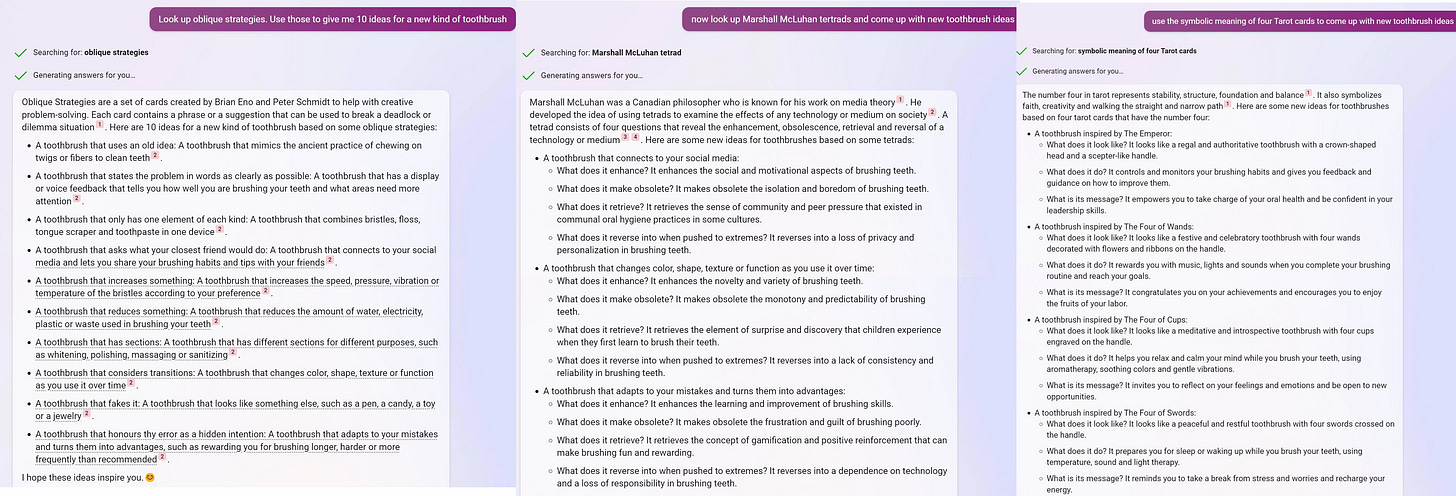 Look up oblique strategies. Use those to give me 10 ideas for a new kind of toothbrush
Searching for: oblique strategies
Generating answers for you…
Oblique Strategies are a set of cards created by Brian Eno and Peter Schmidt to help with creative
problem-solving. Each card contains a phrase or a suggestion that can be used to break a deadlock or
dilemma situation 1 . Here are 10 ideas for a new kind of toothbrush based on some oblique strategies:
• A toothbrush that uses an old idea: A toothbrush that mimics the ancient practice of chewing on
twigs or fibers to clean teeth 2 .
• A toothbrush that states the problem in words as clearly as possible: A toothbrush that has a display
or voice feedback that tells you how well you are brushing your teeth and what areas need more
attention 2 .
• A toothbrush that only has one element of each kind: A toothbrush that combines bristles, floss,
tongue scraper and toothpaste in one device 2 .
• A toothbrush that asks what your closest friend would do: A toothbrush that connects to your social
media and lets you share your brushing habits and tips with your friends 2 .
• A toothbrush that increases something: A toothbrush that increases the speed, pressure, vibration or
temperature of the bristles according to your preference 2 .
• A toothbrush that reduces something: A toothbrush that reduces the amount of water, electricity,
plastic or waste used in brushing your teeth 2 .
• A toothbrush that has sections: A toothbrush that has different sections for different purposes, such
as whitening, polishing, massaging or sanitizing 2 .
• A toothbrush that considers transitions: A toothbrush that changes color, shape, texture or function
as you use it over time 2 .
• A toothbrush that fakes it: A toothbrush that looks like something else, such as a pen, a candy, a toy
or a jewelry 2 .
• A toothbrush that honours thy error as a hidden intention: A toothbrush that adapts to your mistakes
and turns them into advantages, such as rewarding you for brushing longer, harder or more
frequently than recommended 2 .
I hope these ideas inspire you. 😊
now look up Marshall McLuhan tertrads and come up with new toothbrush ideas
Searching for: Marshall McLuhan tetrad
Generating answers for you…
Marshall McLuhan was a Canadian philosopher who is known for his work on media theory 1 . He
developed the idea of using tetrads to examine the effects of any technology or medium on society 2 . A
tetrad consists of four questions that reveal the enhancement, obsolescence, retrieval and reversal of a
technology or medium 3 4 . Here are some new ideas for toothbrushes based on some tetrads:
• A toothbrush that connects to your social media:
○ What does it enhance? It enhances the social and motivational aspects of brushing teeth.
○ What does it make obsolete? It makes obsolete the isolation and boredom of brushing teeth.
○ What does it retrieve? It retrieves the sense of community and peer pressure that existed in
communal oral hygiene practices in some cultures.
○ What does it reverse into when pushed to extremes? It reverses into a loss of privacy and
personalization in brushing teeth.
• A toothbrush that changes color, shape, texture or function as you use it over time:
○ What does it enhance? It enhances the novelty and variety of brushing teeth.
○ What does it make obsolete? It makes obsolete the monotony and predictability of brushing
teeth.
○ What does it retrieve? It retrieves the element of surprise and discovery that children experience
when they first learn to brush their teeth.
○ What does it reverse into when pushed to extremes? It reverses into a lack of consistency and
reliability in brushing teeth.
• A toothbrush that adapts to your mistakes and turns them into advantages:
○ What does it enhance? It enhances the learning and improvement of brushing skills.
○ What does it make obsolete? It makes obsolete the frustration and guilt of brushing poorly.
○ What does it retrieve? It retrieves the concept of gamification and positive reinforcement that can
make brushing fun and rewarding.
○ What does it reverse into when pushed to extremes? It reverses into a dependence on technology
and a loss of responsibility in brushing teeth.
use the symbolic meaning of four Tarot cards to come up with new toothbrush ideas
Searching for: symbolic meaning of four Tarot cards
Generating answers for you…
The number four in tarot represents stability, structure, foundation and balance 1 . It also symbolizes
faith, creativity and walking the straight and narrow path 1 . Here are some new ideas for toothbrushes
based on four tarot cards that have the number four:
• A toothbrush inspired by The Emperor:
○ What does it look like? It looks like a regal and authoritative toothbrush with a crown-shaped
head and a scepter-like handle.
○ What does it do? It controls and monitors your brushing habits and gives you feedback and
guidance on how to improve them.
○ What is its message? It empowers you to take charge of your oral health and be confident in your
leadership skills.
• A toothbrush inspired by The Four of Wands:
○ What does it look like? It looks like a festive and celebratory toothbrush with four wands
decorated with flowers and ribbons on the handle.
○ What does it do? It rewards you with music, lights and sounds when you complete your brushing
routine and reach your goals.
○ What is its message? It congratulates you on your achievements and encourages you to enjoy
the fruits of your labor.
• A toothbrush inspired by The Four of Cups:
○ What does it look like? It looks like a meditative and introspective toothbrush with four cups
engraved on the handle.
○ What does it do? It helps you relax and calm your mind while you brush your teeth, using
aromatherapy, soothing colors and gentle vibrations.
○ What is its message? It invites you to reflect on your feelings and emotions and be open to new
opportunities.
• A toothbrush inspired by The Four of Swords:
○ What does it look like? It looks like a peaceful and restful toothbrush with four swords crossed on
the handle.
○ What does it do? It prepares you for sleep or waking up while you brush your teeth, using
temperature, sound and light therapy.
○ What is its message? It reminds you to take a break from stress and worries and recharge your
energy.